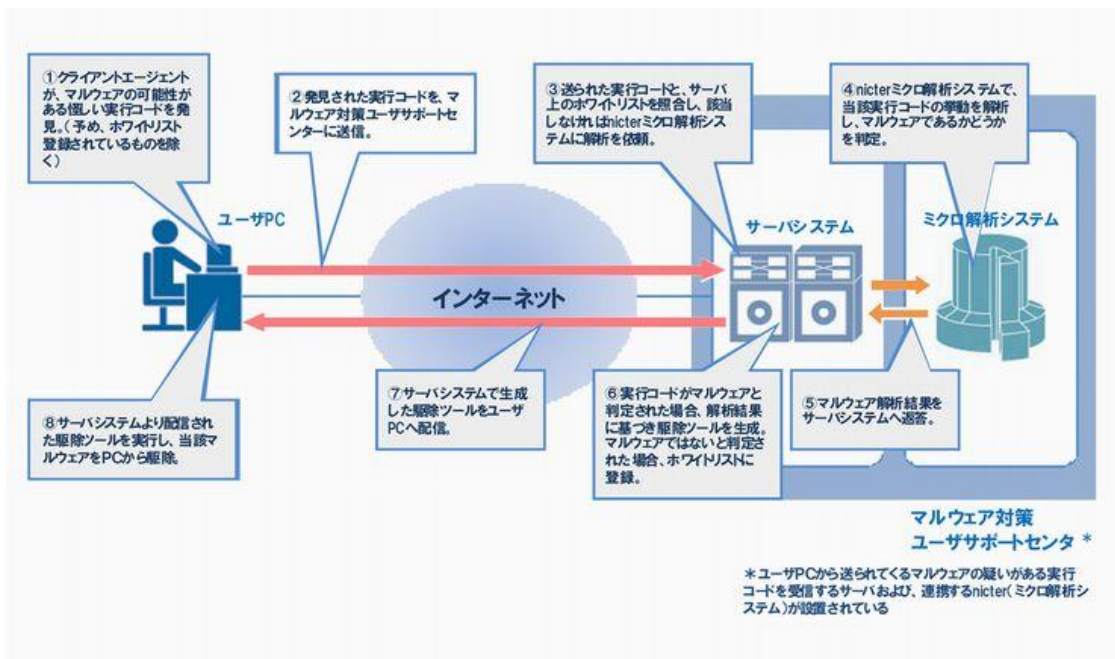 ①クライアントエージェント
が、マルウェアの可能性が
ある怪しい実行コードを発
見。（予め、ホワイトリスト
登録されているものを除
く）
②発見された実行コードを、マ
ルウェア対策ユーザサポートセ
ンターに送信。
③送られた実行コードと、サーバ
上のホワイトリストを照合し、該当
しなければnicterミクロ解析シス
テムに解析を依頼。
④nicterミクロ解析システムで、
当該実行コードの挙動を解析
し、マルウェアであるかどうか
を判定。
ユーザPC
サーバシステム
ミクロ解析システム
インターネット
⑧サーバシステムより配信され
た駆除ツールを実行し、当該マ
ルウェアをPCから駆除。
⑦サーバシステムで生成
した駆除ツールをユーザ
PCへ配信。
⑥実行コードがマルウェアと
判定された場合、解析結果
に基づき駆除ツールを生成。
マルウェアではないと判定さ
れた場合、ホワイトリストに
登録。
⑤マルウェア解析結果を
サーバシステムへ返答。
マルウェア対策
ユーザサポートセンタ＊
＊ユーザPCから送られてくるマルウェアの疑いがある実行
コードを受信するサーバおよび、連携するnicter（ミクロ解析シ
ステム）が設置されている